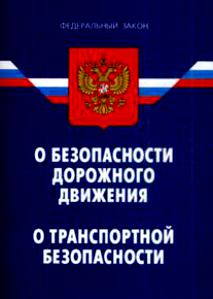 ФЕДЕРАЛЬНЫЙ ЗАКОН
О БЕЗОПАСНОСТИ
ДОРОЖНОГО
ДВИЖЕНИЯ
О ТРАНСПОРТНОЙ
БЕЗОПАСНОСТИ